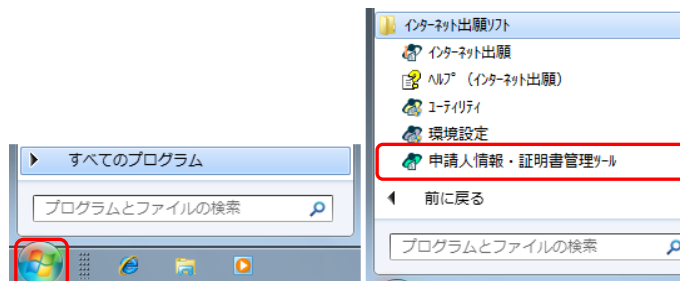 すべてのプログラム
プログラムとファイルの検索
インターネット出願ソフト
インターネット出願
ヘルプ (インターネット出願)
ユーティリティ
環境設定
申請人情報・証明書管理ツール
前に戻る
プログラムとファイルの検索